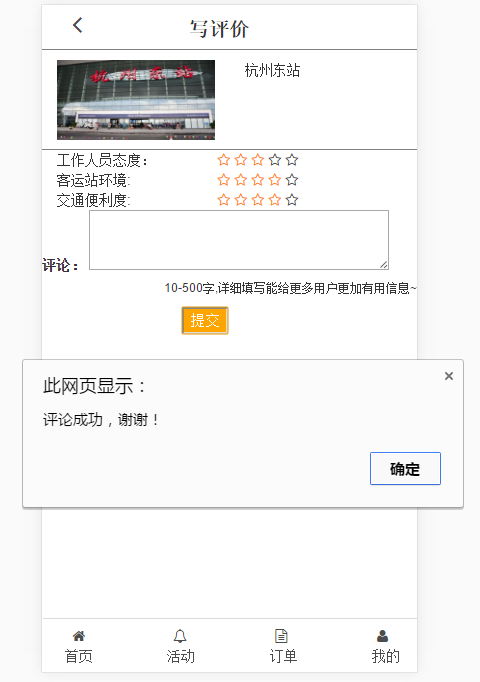 写评价
杭州东站
杭州东站
工作人员态度：
客运站环境:
交通便利度:
评论：
10-500字,详细填写能给更多用户更加有用信息~
提交
此网页显示：
×
评论成功，谢谢！
确定
首页 活动 订单 我的